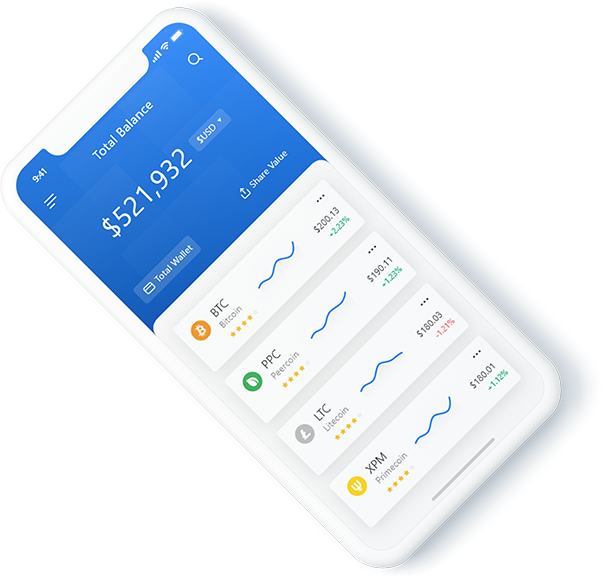 9:41
Total Balance
$521,932
$USD
Total Wallet
Share Value
BTC
Bitcoin
$200.13
+2.23%
PPC
Peercoin
$190.11
+1.23%
LTC
Litecoin
$180.03
-1.21%
XPM
Primecoin
$180.01
+1.12%